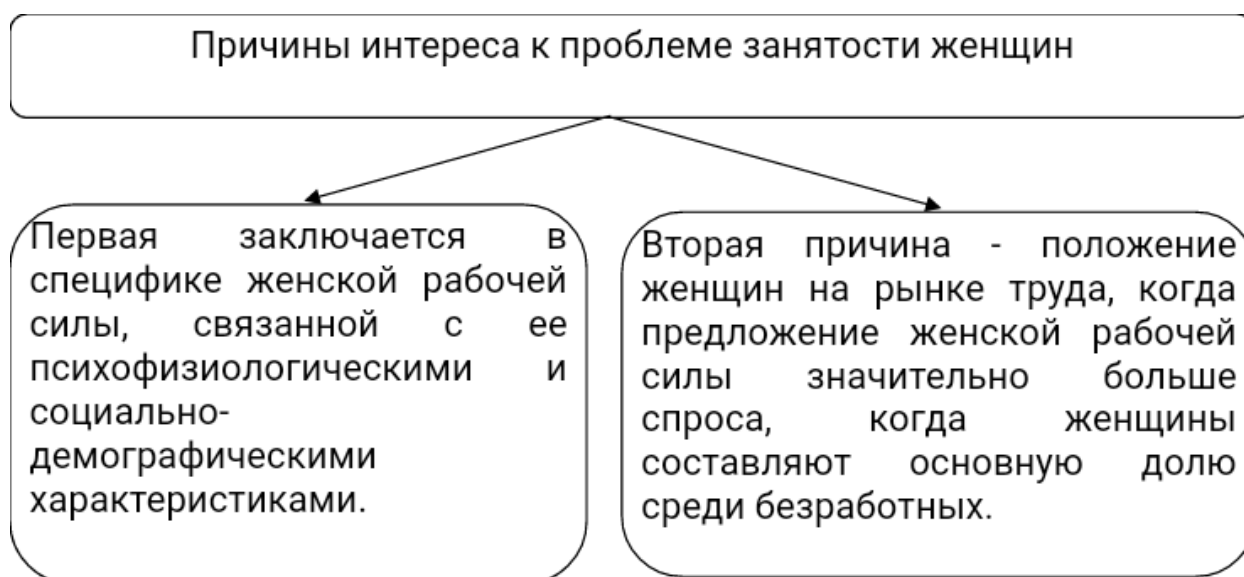 Причины интереса к проблеме занятости женщин
Первая заключается в
специфике женской рабочей
силы, связанной с ее
психофизиологическими и
социально-
демографическими
характеристиками.
Вторая причина - положение
женщин на рынке труда, когда
предложение женской рабочей
силы значительно больше
спроса, когда женщины
составляют основную долю
среди безработных.